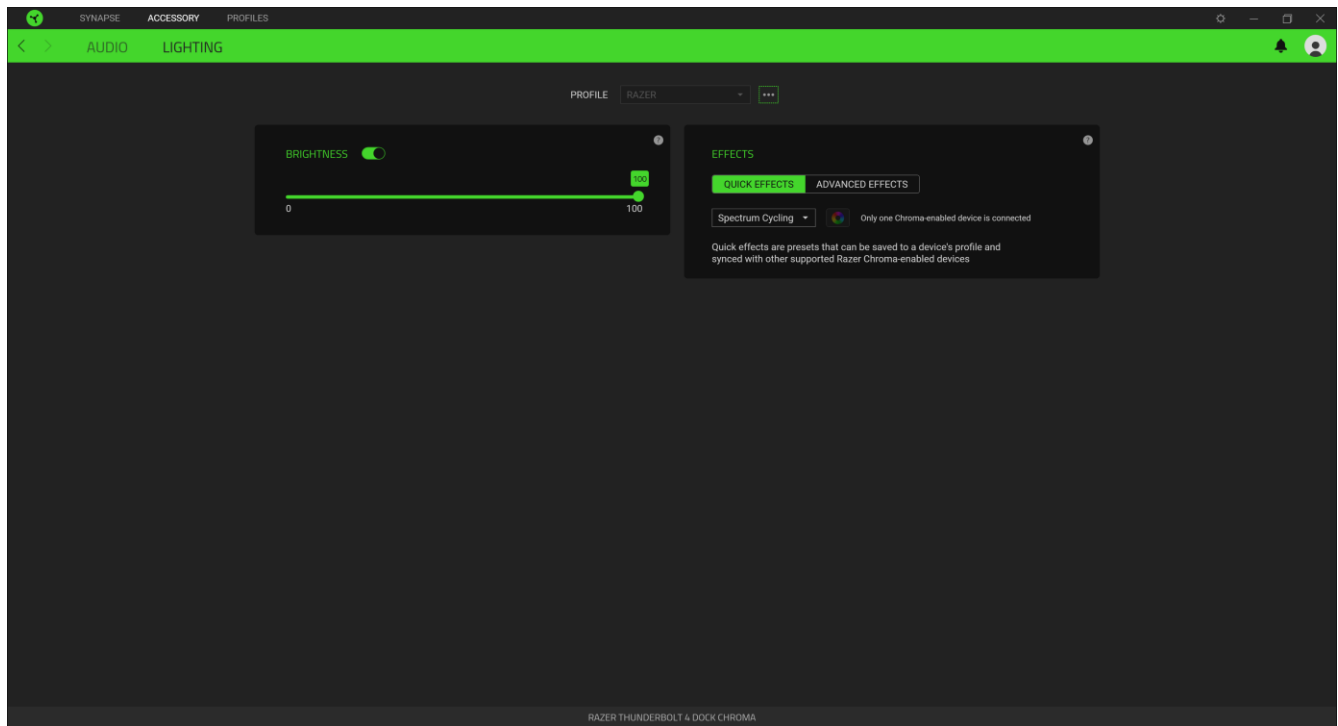 SYNAPSE ACCESSORY PROFILES
AUDIO LIGHTING
PROFILE RAZER
BRIGHTNESS
100
0 100
EFFECTS
QUICK EFFECTS ADVANCED EFFECTS
Spectrum Cycling Only one Chroma-enabled device is connected
Quick effects are presets that can be saved to a device's profile and
synced with other supported Razer Chroma-enabled devices
RAZER THUNDERBOLT 4 DOCK CHROMA